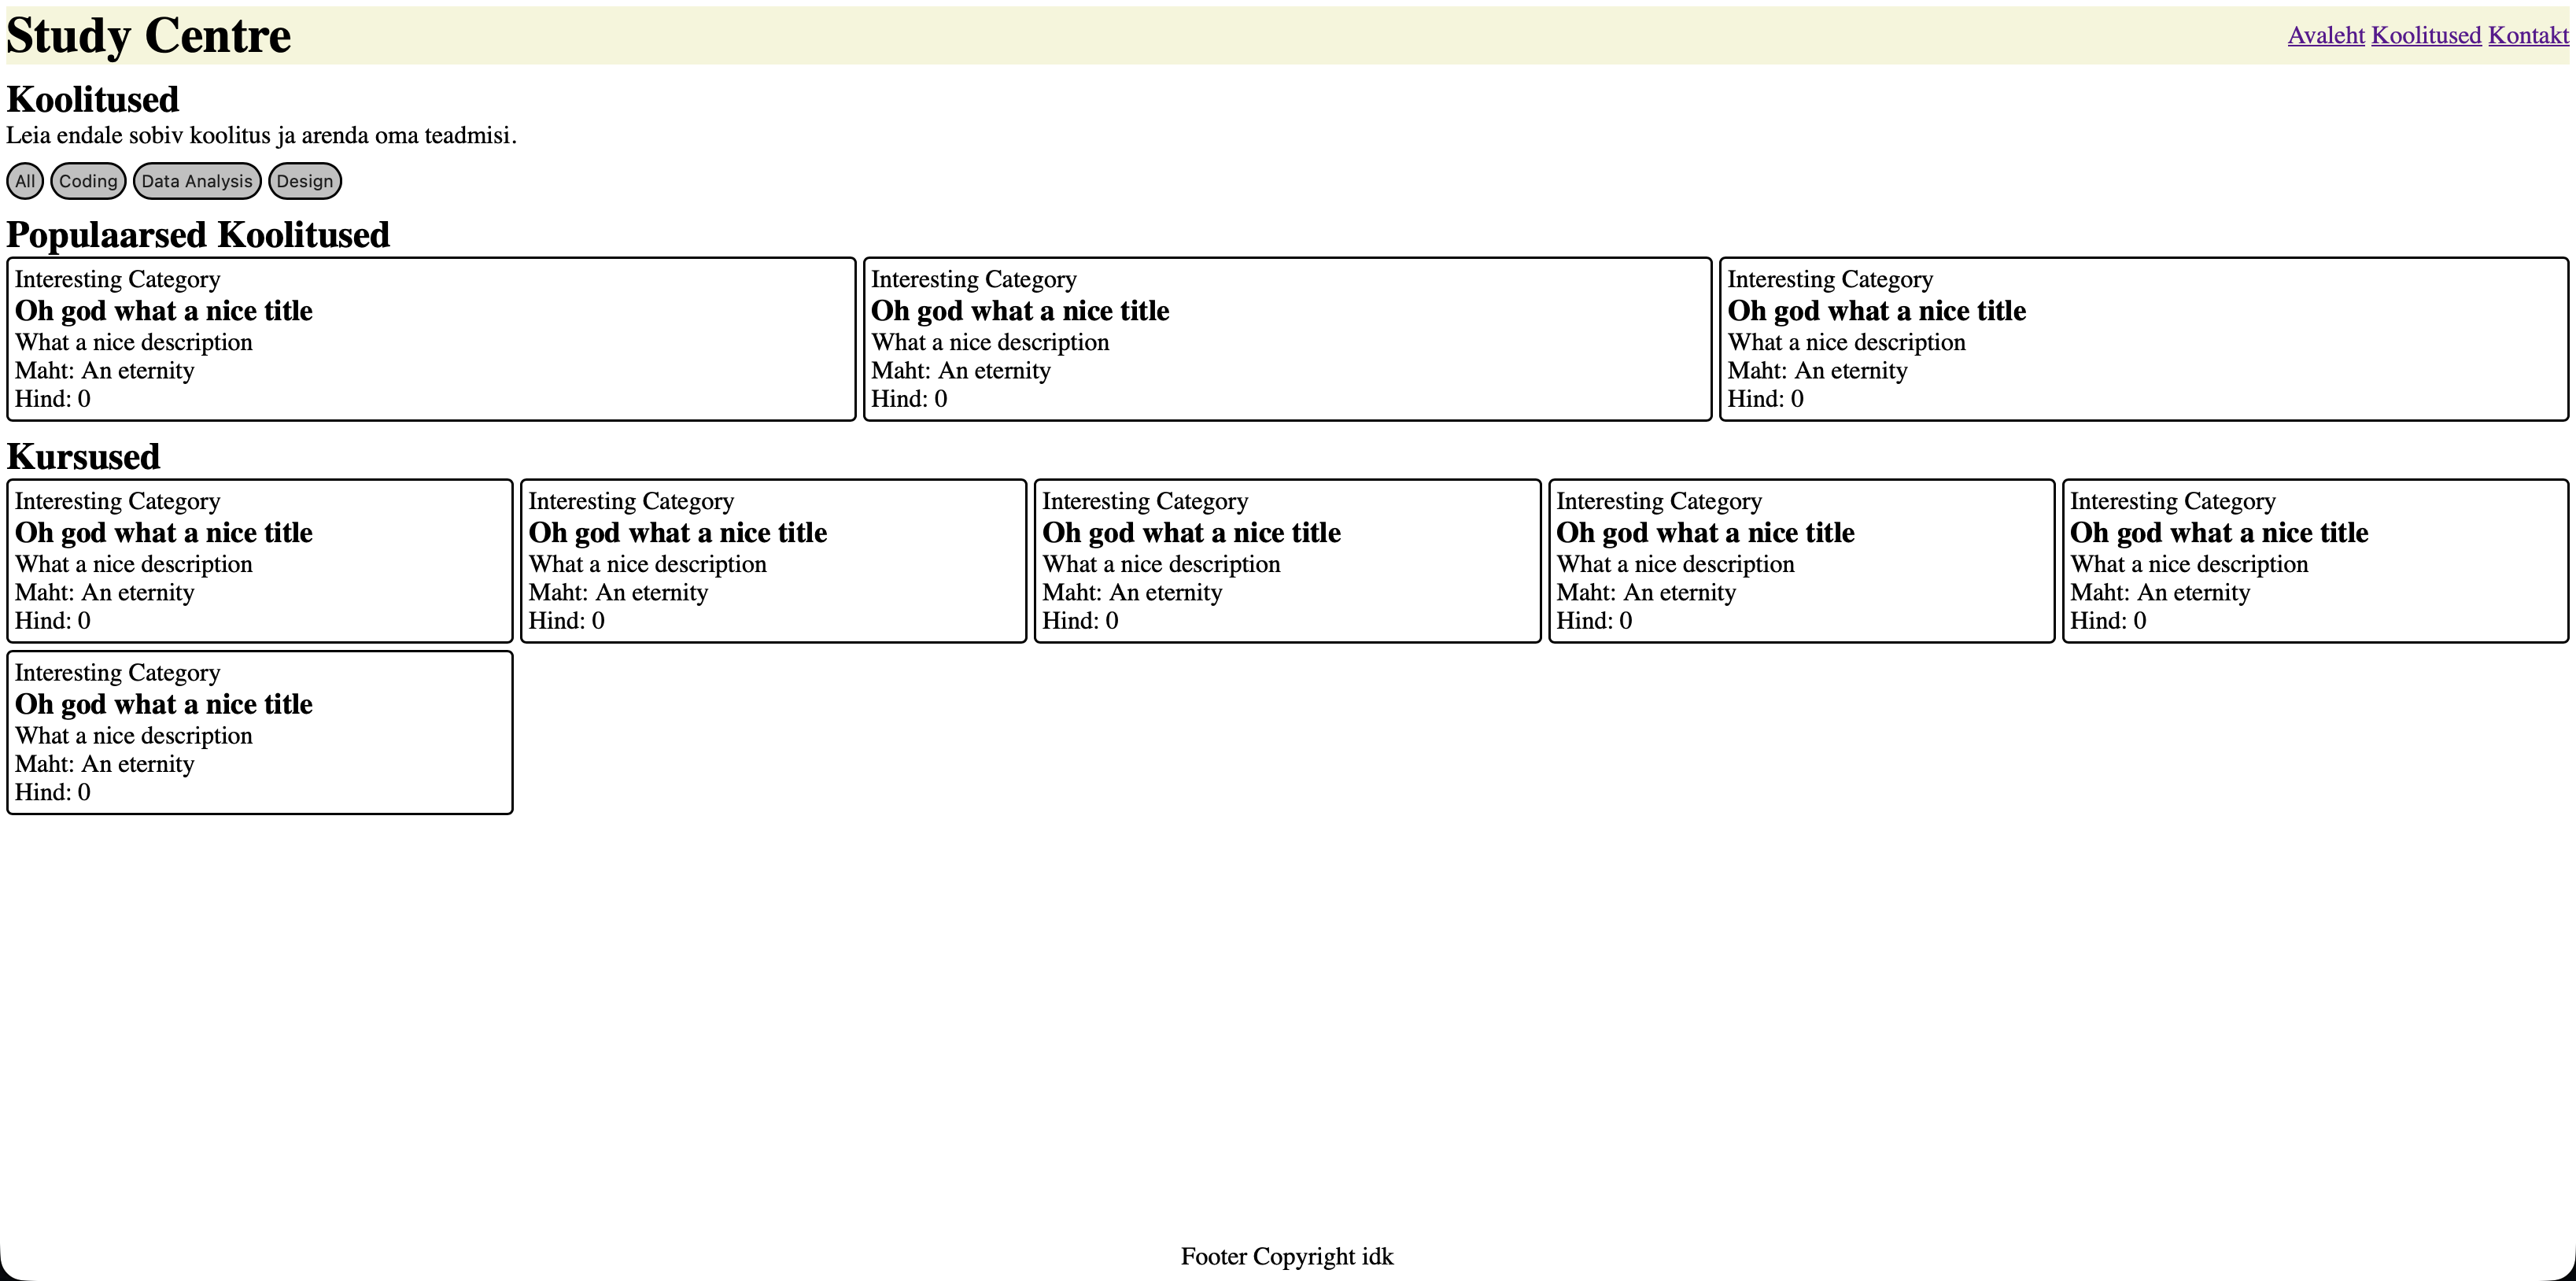 Study Centre
Avaleht Koolitused Kontakt
Koolitused
Leia endale sobiv koolitus ja arenda oma teadmisi.
All Coding Data Analysis Design
Populaarsed Koolitused
Interesting Category
Oh god what a nice title
What a nice description
Maht: An eternity
Hind: 0
Interesting Category
Oh god what a nice title
What a nice description
Maht: An eternity
Hind: 0
Interesting Category
Oh god what a nice title
What a nice description
Maht: An eternity
Hind: 0
Kursused
Interesting Category
Oh god what a nice title
What a nice description
Maht: An eternity
Hind: 0
Interesting Category
Oh god what a nice title
What a nice description
Maht: An eternity
Hind: 0
Interesting Category
Oh god what a nice title
What a nice description
Maht: An eternity
Hind: 0
Interesting Category
Oh god what a nice title
What a nice description
Maht: An eternity
Hind: 0
Interesting Category
Oh god what a nice title
What a nice description
Maht: An eternity
Hind: 0
Interesting Category
Oh god what a nice title
What a nice description
Maht: An eternity
Hind: 0
Footer Copyright idk